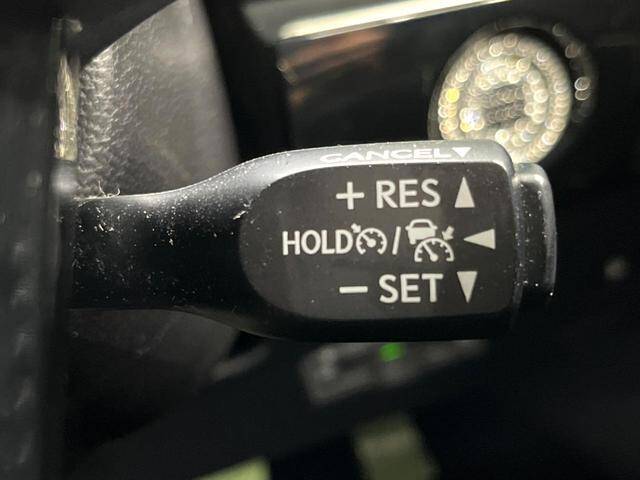 CANCEL
+ RES
HOLD /
− SET